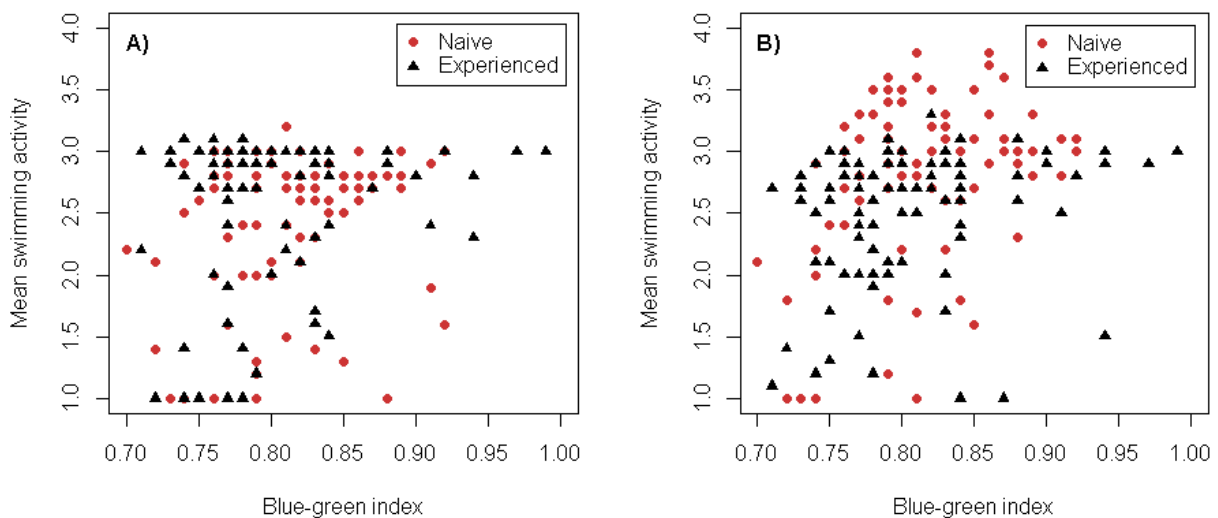 A)
Naive
Experienced
Mean swimming activity
4.0
3.5
3.0
2.5
2.0
1.5
1.0
0.70 0.75 0.80 0.85 0.90 0.95 1.00
Blue-green index
B)
Naive
Experienced
Mean swimming activity
4.0
3.5
3.0
2.5
2.0
1.5
1.0
0.70 0.75 0.80 0.85 0.90 0.95 1.00
Blue-green index